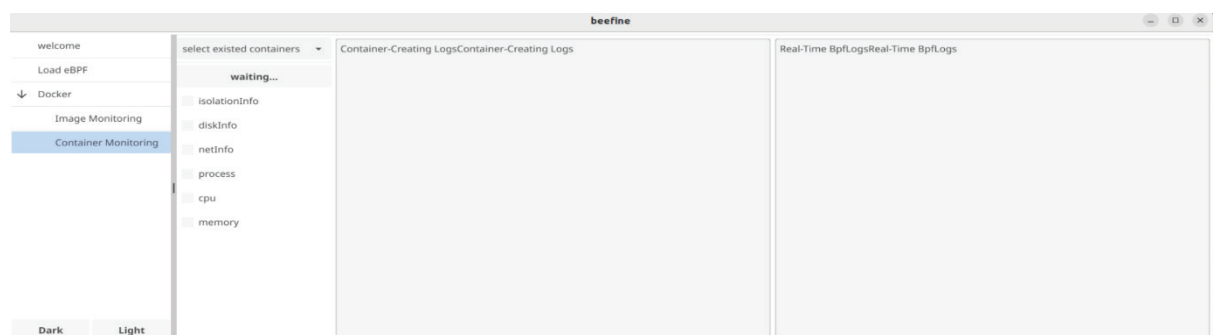 beefine
welcome
Load eBPF
Docker
Image Monitoring
Container Monitoring
Dark Light
select existed containers
waiting...
isolationInfo
diskInfo
netInfo
process
cpu
memory
Container-Creating LogsContainer-Creating Logs
Real-Time BpfLogsReal-Time BpfLogs